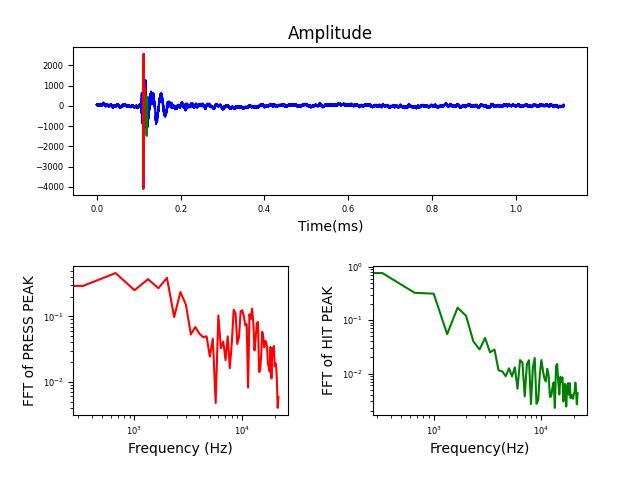 Amplitude
2000
1000
0
−1000
−2000
−3000
−4000
0.0 0.2 0.4 0.6 0.8 1.0
Time(ms)
FFT of PRESS PEAK
10⁻¹
10⁻²
10³ 10⁴
Frequency (Hz)
FFT of HIT PEAK
10⁰
10⁻¹
10⁻²
10³ 10⁴
Frequency(Hz)